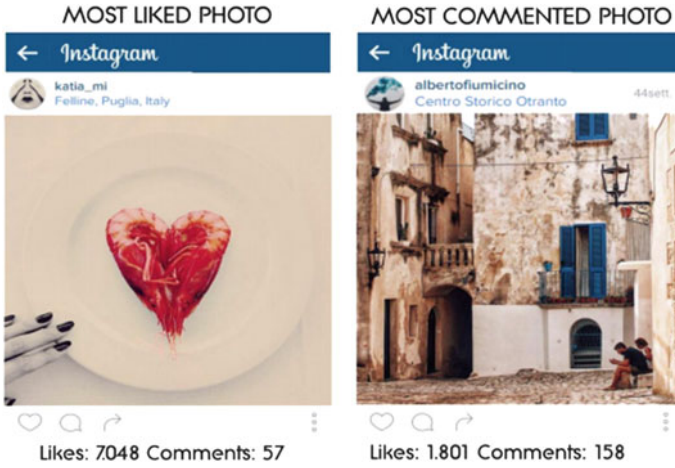 MOST LIKED PHOTO
Instagram
katia_mi
Felline, Puglia, Italy
Likes: 7.048 Comments: 57
MOST COMMENTED PHOTO
Instagram
albertofiumicino
Centro Storico Otranto
44sett.
Likes: 1.801 Comments: 158